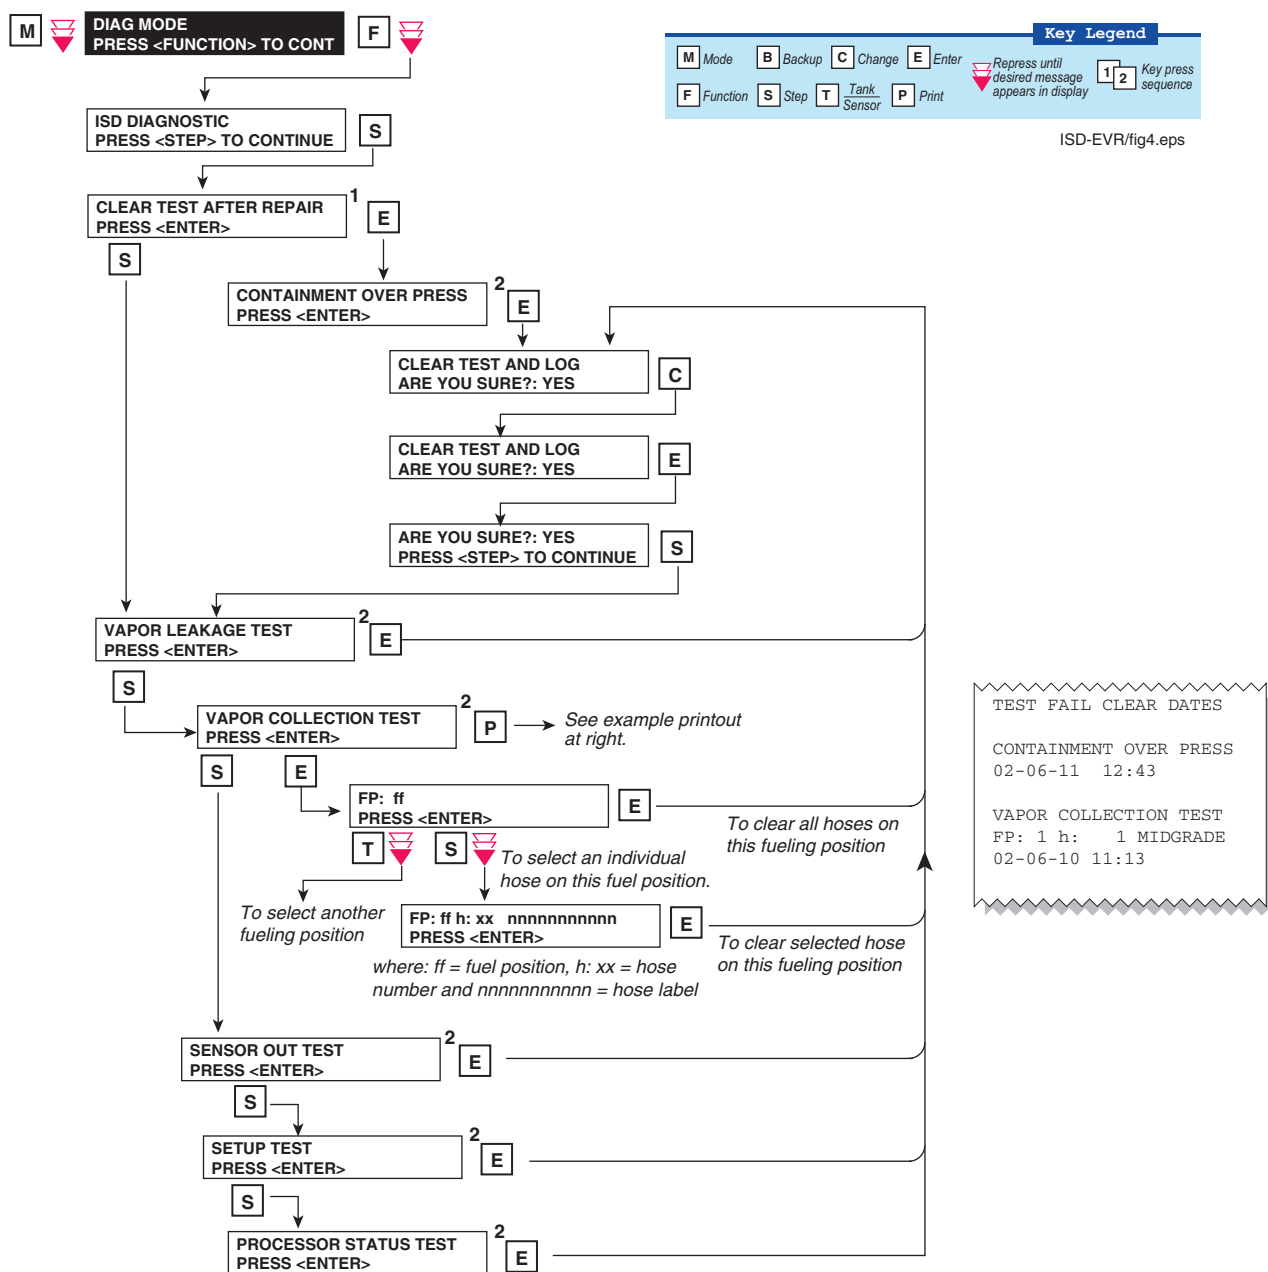 M
DIAG MODE
PRESS <FUNCTION> TO CONT
F
Key Legend
M Mode B Backup C Change E Enter
F Function S Step T Tank
Sensor P Print
Repress until
desired message
appears in display
1 2
Key press
sequence
ISD-EVR/fig4.eps
ISD DIAGNOSTIC
PRESS <STEP> TO CONTINUE
S
CLEAR TEST AFTER REPAIR
PRESS <ENTER>
1
E
S
CONTAINMENT OVER PRESS
PRESS <ENTER>
2
E
CLEAR TEST AND LOG
ARE YOU SURE?: YES
C
CLEAR TEST AND LOG
ARE YOU SURE?: YES
E
ARE YOU SURE?: YES
PRESS <STEP> TO CONTINUE
S
VAPOR LEAKAGE TEST
PRESS <ENTER>
2
E
S
VAPOR COLLECTION TEST
PRESS <ENTER>
2
P
See example printout
at right.
S
E
FP: ff
PRESS <ENTER>
E
To clear all hoses on
this fueling position
T
S
To select an individual
hose on this fuel position.
To select another
fueling position
FP: ff h: xx nnnnnnnnnnn
PRESS <ENTER>
E
To clear selected hose
on this fueling position
where: ff = fuel position, h: xx = hose
number and nnnnnnnnnnn = hose label
SENSOR OUT TEST
PRESS <ENTER>
2
E
S
SETUP TEST
PRESS <ENTER>
2
E
S
PROCESSOR STATUS TEST
PRESS <ENTER>
2
E
TEST FAIL CLEAR DATES
CONTAINMENT OVER PRESS
02-06-11 12:43
VAPOR COLLECTION TEST
FP: 1 h: 1 MIDGRADE
02-06-10 11:13